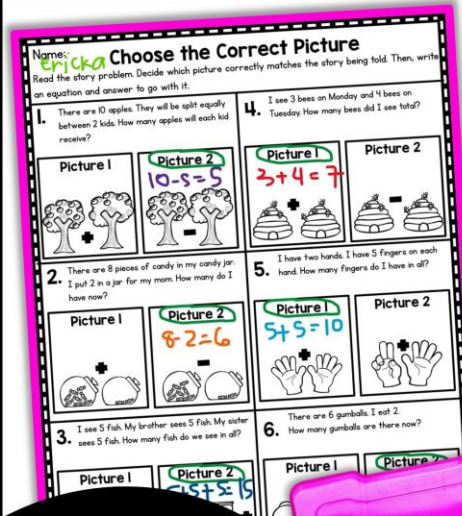 Name: Ericka
Choose the Correct Picture
Read the story problem. Decide which picture correctly matches the story being told. Then, write
an equation and answer to go with it.
1. There are 10 apples. They will be split equally
between 2 kids. How many apples will each kid
receive?
Picture 1
Picture 2
10-5=5
4. I see 3 bees on Monday and 4 bees on
Tuesday. How many bees did I see total?
Picture 1
3+4=7
Picture 2
2. There are 8 pieces of candy in my candy jar.
I put 2 in a jar for my mom. How many do I
have now?
Picture 1
Picture 2
8-2=6
5. I have two hands. I have 5 fingers on each
hand. How many fingers do I have in all?
Picture 1
5+5=10
Picture 2
3. I see 5 fish. My brother sees 5 fish. My sister
sees 5 fish. How many fish do we see in all?
Picture 1
Picture 2
5+5+5=15
6. There are 6 gumballs. I eat 2.
How many gumballs are there now?
Picture 1
Picture